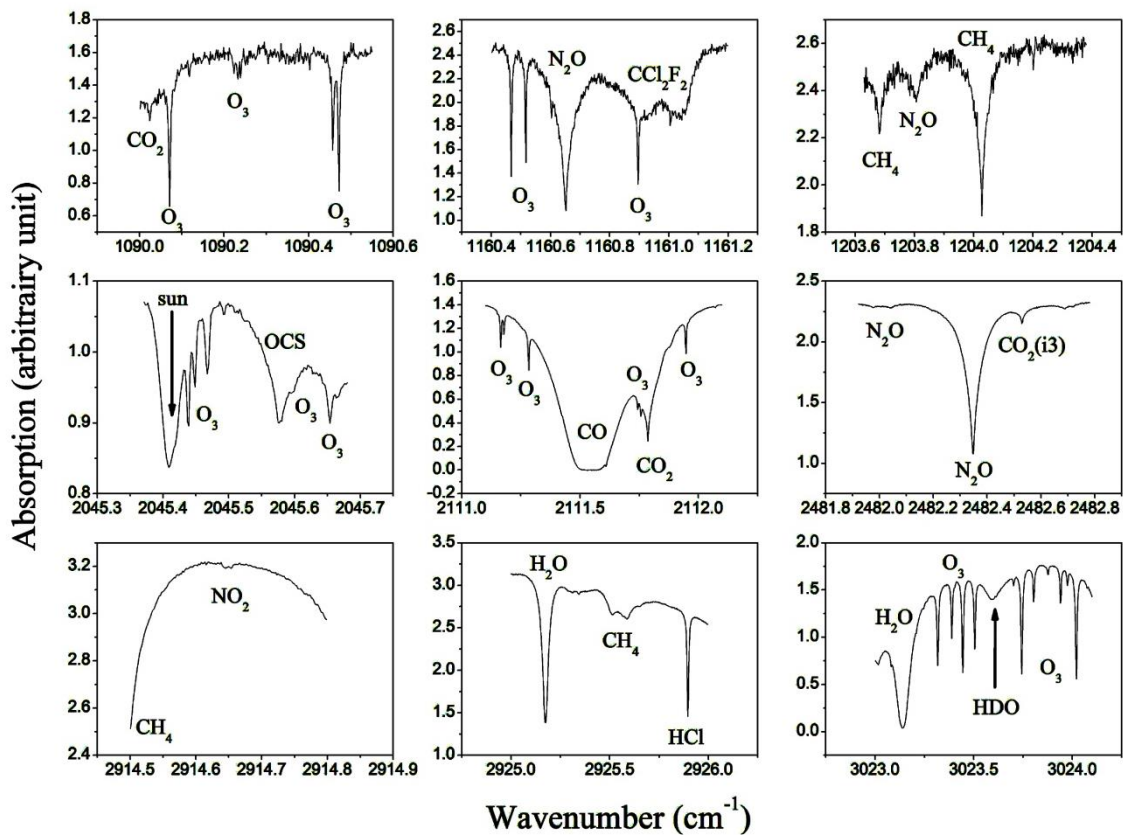 Absorption (arbitrairy unit)
1.8
1.6
1.4
1.2
1.0
0.8
0.6
CO₂
O₃
O₃
O₃
1090.0 1090.2 1090.4 1090.6
2.6
2.4
2.2
2.0
1.8
1.6
1.4
1.2
1.0
N₂O
CCl₂F₂
O₃
O₃
1160.4 1160.6 1160.8 1161.0 1161.2
2.6
2.4
2.2
2.0
1.8
CH₄
N₂O
CH₄
1203.6 1203.8 1204.0 1204.2 1204.4
1.1
1.0
0.9
0.8
sun
OCS
O₃
O₃
O₃
2045.3 2045.4 2045.5 2045.6 2045.7
1.6
1.4
1.2
1.0
0.8
0.6
0.4
0.2
0.0
-0.2
O₃
O₃
O₃
O₃
CO
CO₂
2111.0 2111.5 2112.0
2.5
2.0
1.5
1.0
N₂O
CO₂(i3)
N₂O
2481.8 2482.0 2482.2 2482.4 2482.6 2482.8
3.4
3.2
3.0
2.8
2.6
2.4
NO₂
CH₄
2914.5 2914.6 2914.7 2914.8 2914.9
3.5
3.0
2.5
2.0
1.5
1.0
H₂O
CH₄
HCl
2925.0 2925.5 2926.0
2.0
1.5
1.0
0.5
0.0
O₃
H₂O
O₃
HDO
3023.0 3023.5 3024.0
Wavenumber (cm⁻¹)